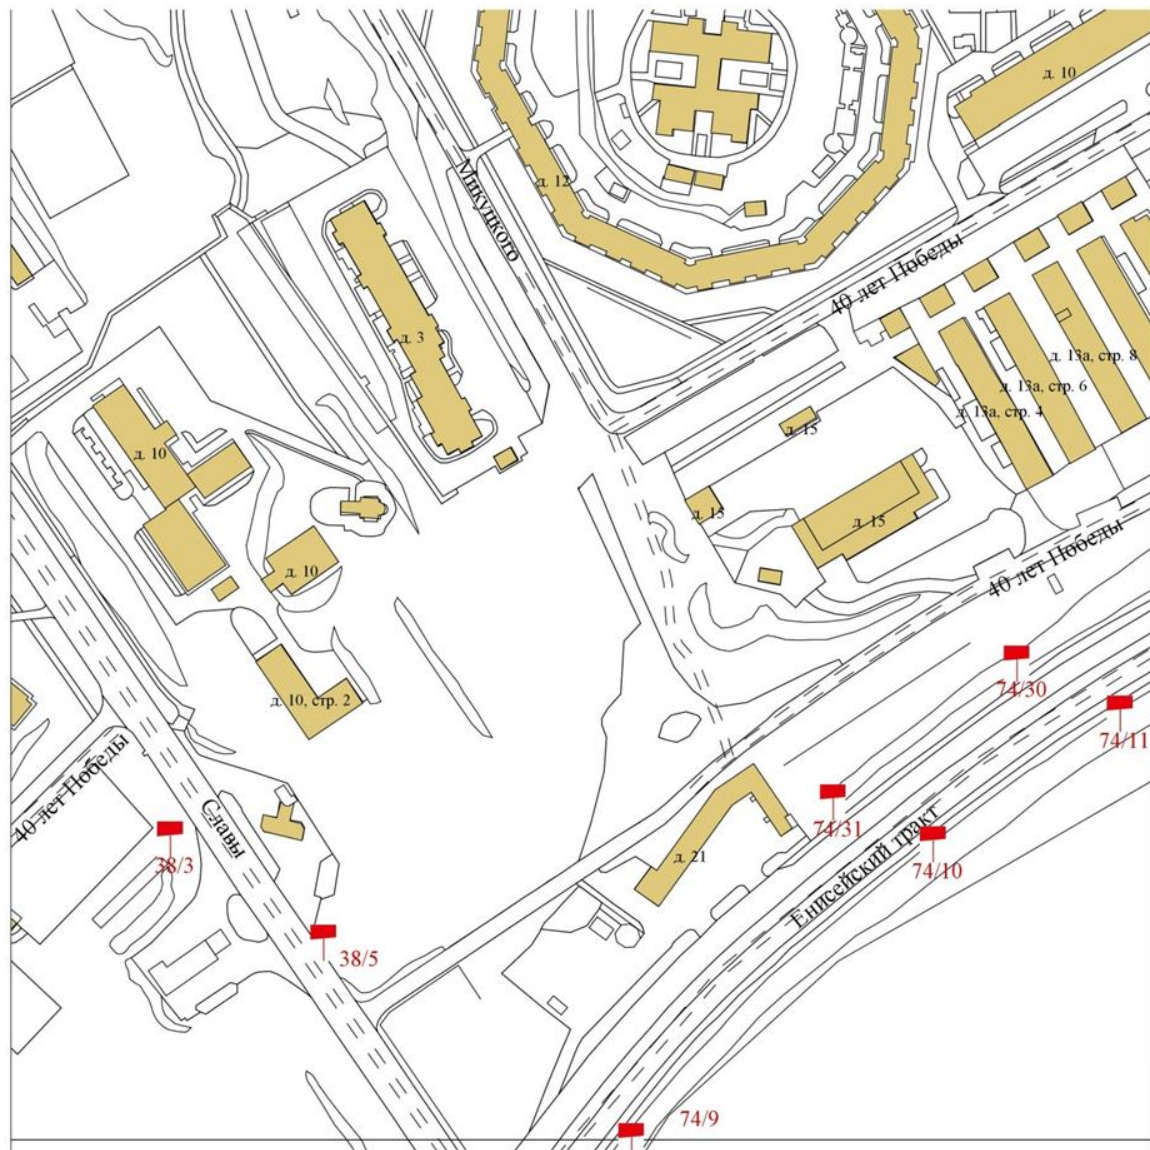 д. 10
Микуцкого
д. 12
40 лет Победы
д. 3
д. 13а, стр. 8
д. 13а, стр. 6
д. 13а, стр. 4
д. 15
д. 10
д. 15
д. 15
д. 10
40 лет Победы
74/30
д. 10, стр. 2
74/11
40 лет Победы
Славы
74/31
д. 21
38/3
74/10
Енисейский тракт
38/5
74/9